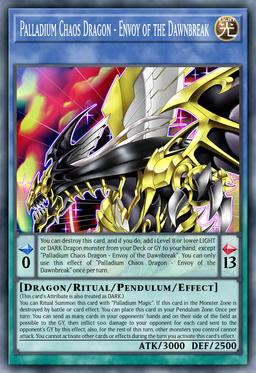 Palladium Chaos Dragon - Envoy of the Dawnbreak
LIGHT
光
You can destroy this card, and if you do, add 1 Level 8 or lower LIGHT
or DARK Dragon monster from your Deck or GY to your hand, except
"Palladium Chaos Dragon - Envoy of the Dawnbreak". You can only
use this effect of "Palladium Chaos Dragon - Envoy of the
Dawnbreak" once per turn.
0
13
[Dragon/Ritual/Pendulum/Effect]
(This card's Attribute is also treated as DARK.)
You can Ritual Summon this card with "Palladium Magic". If this card in the Monster Zone is
destroyed by battle or card effect: You can place this card in your Pendulum Zone. Once per
turn: You can send as many cards in your opponents' hands and on their side of the field as
possible to the GY, then inflict 500 damage to your opponent for each card sent to the
opponent's GY by this effect, also, for the rest of this turn, other monsters you control cannot
attack. You cannot activate other cards or effects during the turn you activate this card's effect.
ATK/3000 DEF/2500